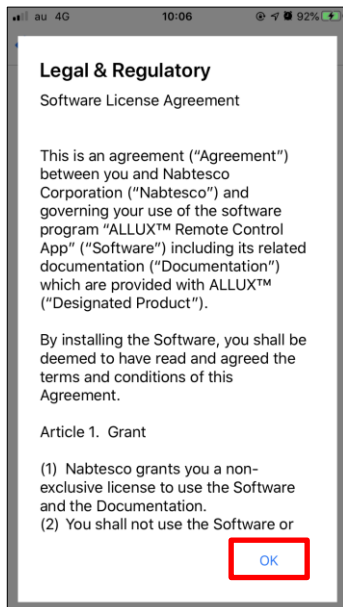 au 4G 10:06 92%
Legal & Regulatory
Software License Agreement
This is an agreement (“Agreement”)
between you and Nabtesco
Corporation (“Nabtesco”) and
governing your use of the software
program “ALLUX™ Remote Control
App” (“Software”) including its related
documentation (“Documentation”)
which are provided with ALLUX™
(“Designated Product”).
By installing the Software, you shall be
deemed to have read and agreed the
terms and conditions of this
Agreement.
Article 1. Grant
(1) Nabtesco grants you a non-
exclusive license to use the Software
and the Documentation.
(2) You shall not use the Software or
OK